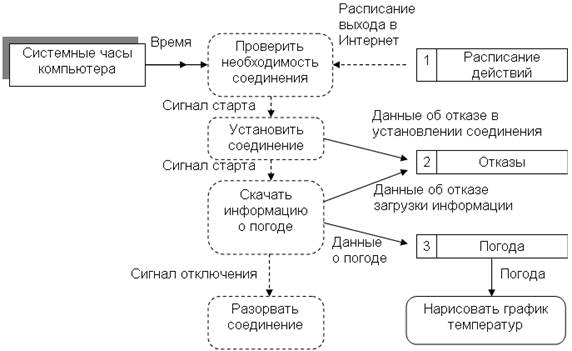 Системные часы
компьютера
Время
Проверить
необходимость
соединения
Расписание
выхода в
Интернет
1
Расписание
действий
Сигнал старта
Установить
соединение
Данные об отказе в
установлении соединения
Сигнал старта
2
Отказы
Скачать
информацию
о погоде
Данные об отказе
загрузки информации
Данные
о погоде
3
Погода
Сигнал отключения
Погода
Разорвать
соединение
Нарисовать график
температур